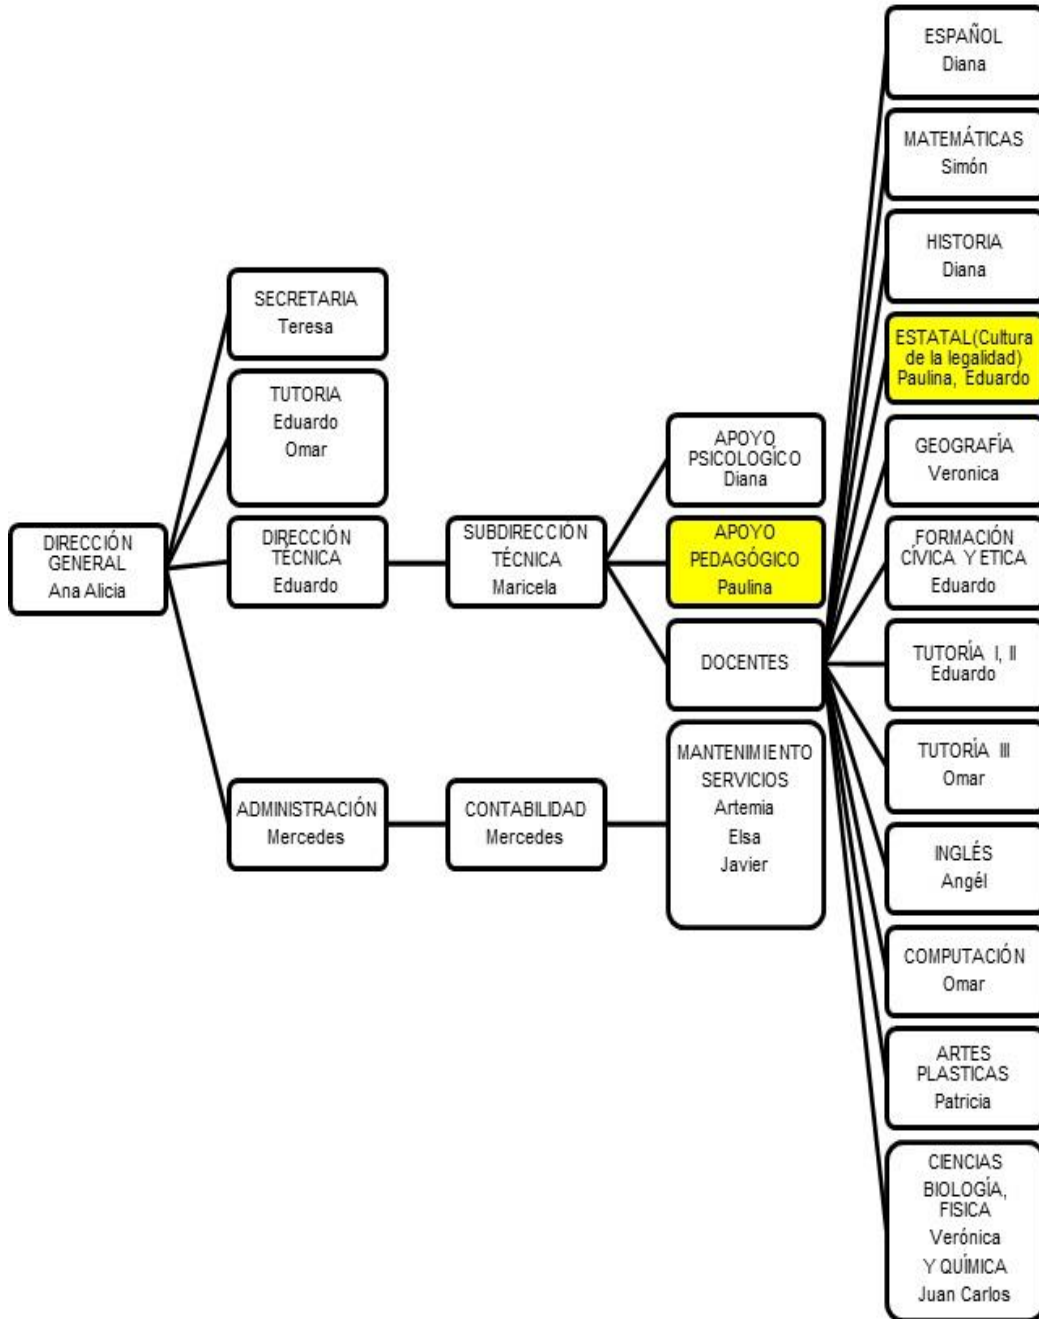 DIRECCIÓN
GENERAL
Ana Alicia
SECRETARIA
Teresa
TUTORIA
Eduardo
Omar
DIRECCIÓN
TÉCNICA
Eduardo
ADMINISTRACIÓN
Mercedes
SUBDIRECCIÓN
TÉCNICA
Maricela
CONTABILIDAD
Mercedes
APOYO
PSICOLOGÍCO
Diana
APOYO
PEDAGÓGICO
Paulina
DOCENTES
MANTENIMIENTO
SERVICIOS
Artemia
Elsa
Javier
ESPAÑOL
Diana
MATEMÁTICAS
Simón
HISTORIA
Diana
ESTATAL(Cultura
de la legalidad)
Paulina, Eduardo
GEOGRAFÍA
Veronica
FORMACIÓN
CÍVICA Y ETICA
Eduardo
TUTORÍA I, II
Eduardo
TUTORÍA III
Omar
INGLÉS
Angél
COMPUTACIÓN
Omar
ARTES
PLASTICAS
Patricia
CIENCIAS
BIOLOGÍA,
FISICA
Verónica
Y QUÍMICA
Juan Carlos